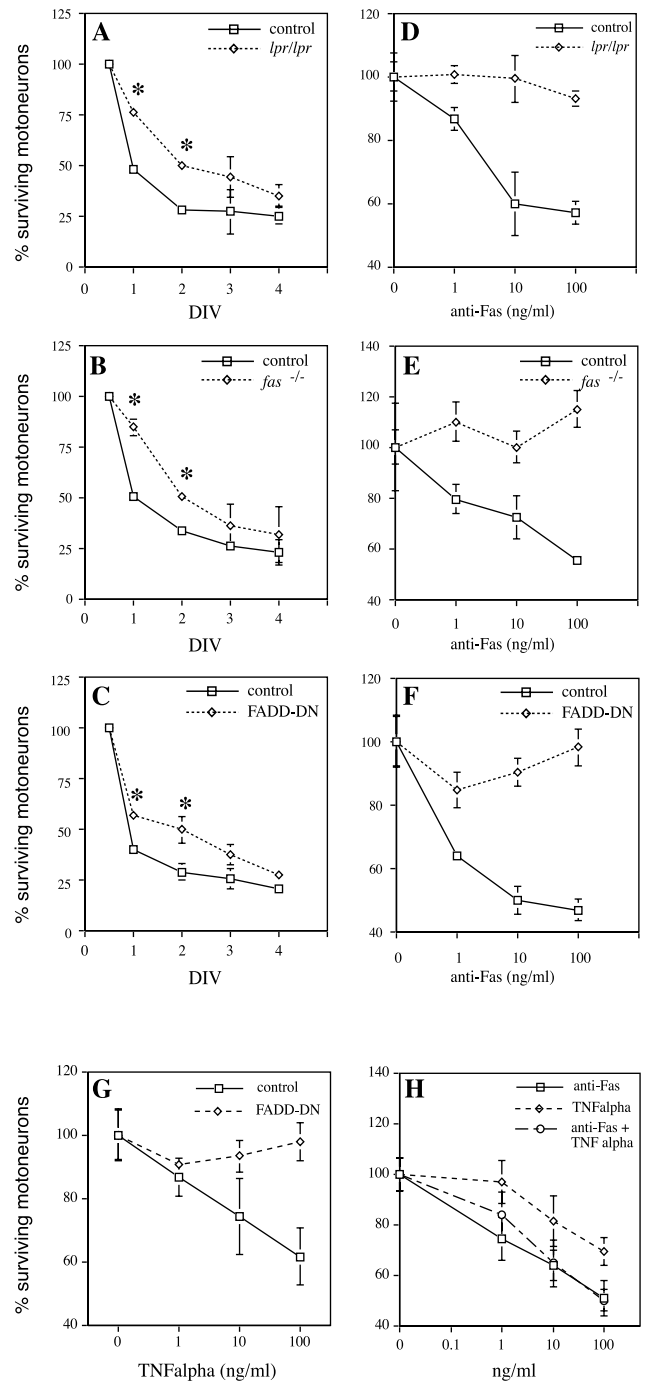 A
control
lpr/lpr
% surviving motoneurons
100
75
50
25
0
*
*
0 1 2 3 4
DIV
D
control
lpr/lpr
120
100
80
60
40
0 1 10 100
anti-Fas (ng/ml)
B
control
fas -/-
% surviving motoneurons
125
100
75
50
25
0
*
*
0 1 2 3 4
DIV
E
control
fas -/-
140
120
100
80
60
40
0 1 10 100
anti-Fas (ng/ml)
C
control
FADD-DN
% surviving motoneurons
125
100
75
50
25
0
*
*
0 1 2 3 4
DIV
F
control
FADD-DN
120
100
80
60
40
0 1 10 100
anti-Fas (ng/ml)
G
control
FADD-DN
% surviving motoneurons
120
100
80
60
40
0 1 10 100
TNFalpha (ng/ml)
H
anti-Fas
TNFalpha
anti-Fas +
TNF alpha
140
120
100
80
60
40
0 0.1 1 10 100
ng/ml